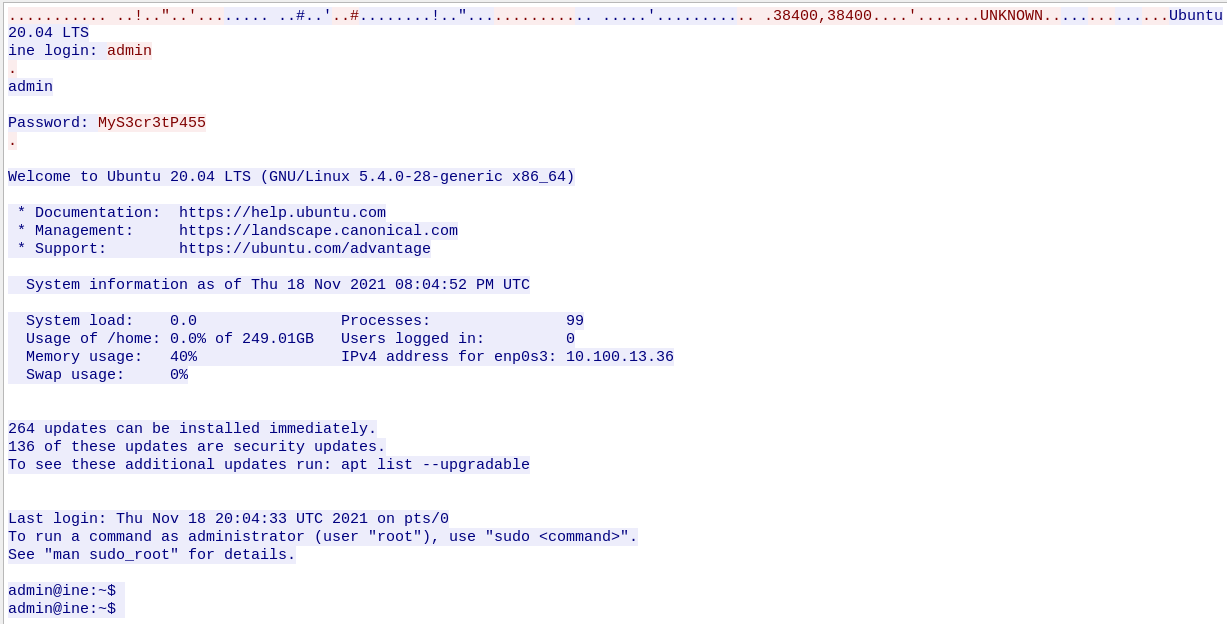 ........... ..!.."..'........ ..#..'..#........!..".............. .....'........... .38400,38400....'.......UNKNOWN..............Ubuntu
20.04 LTS
ine login: admin
.
admin
Password: MyS3cr3tP455
.
Welcome to Ubuntu 20.04 LTS (GNU/Linux 5.4.0-28-generic x86_64)
* Documentation:  https://help.ubuntu.com
* Management:     https://landscape.canonical.com
* Support:        https://ubuntu.com/advantage
System information as of Thu 18 Nov 2021 08:04:52 PM UTC
System load:    0.0                Processes:               99
Usage of /home: 0.0% of 249.01GB   Users logged in:         0
Memory usage:   40%                IPv4 address for enp0s3: 10.100.13.36
Swap usage:     0%
264 updates can be installed immediately.
136 of these updates are security updates.
To see these additional updates run: apt list --upgradable
Last login: Thu Nov 18 20:04:33 UTC 2021 on pts/0
To run a command as administrator (user "root"), use "sudo <command>".
See "man sudo_root" for details.
admin@ine:~$
admin@ine:~$